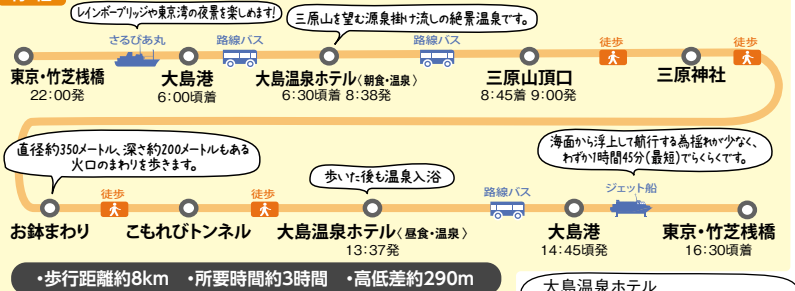 レインボーブリッジや東京湾の夜景を楽しめます!
三原山を望む源泉掛け流しの絶景温泉です。
さるびあ丸
路線バス
路線バス
徒歩
徒歩
東京・竹芝桟橋
22:00発
大島港
6:00頃着
大島温泉ホテル〈朝食・温泉〉
6:30頃着 8:38発
三原山頂口
8:45着 9:00発
三原神社
直径約350メートル、深さ約200メートルもある
火口のまわりを歩きます。
歩いた後も温泉入浴
海面から浮上して航行する為揺れが少なく、
わずか1時間45分(最短)でらくらくです。
徒歩
徒歩
路線バス
ジェット船
お鉢まわり
こもれびトンネル
大島温泉ホテル〈昼食・温泉〉
13:37発
大島港
14:45頃発
東京・竹芝桟橋
16:30頃着
・歩行距離約8km ・所要時間約3時間 ・高低差約290m
大島温泉ホテル